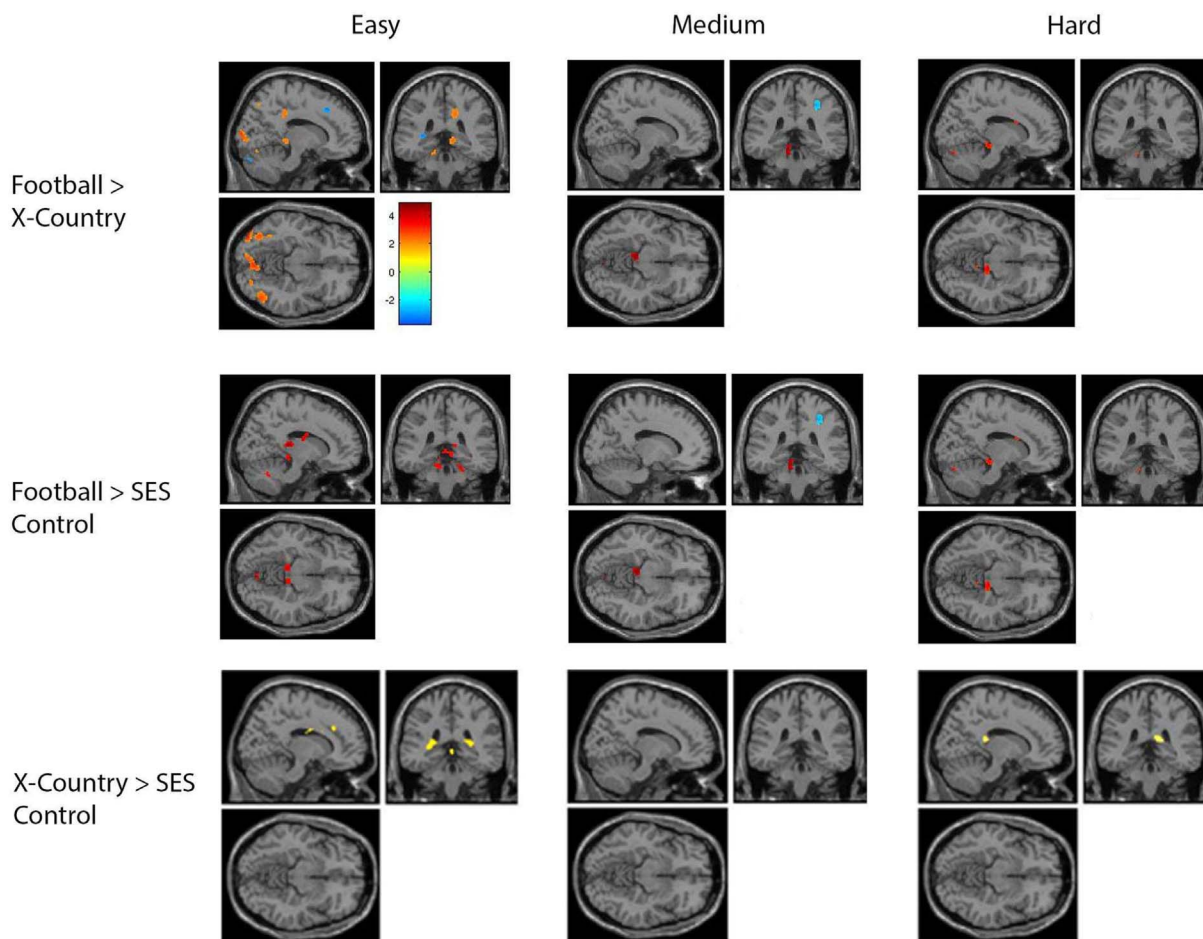 Easy
Medium
Hard
Football >
X-Country
4
2
0
-2
Football > SES
Control
X-Country > SES
Control